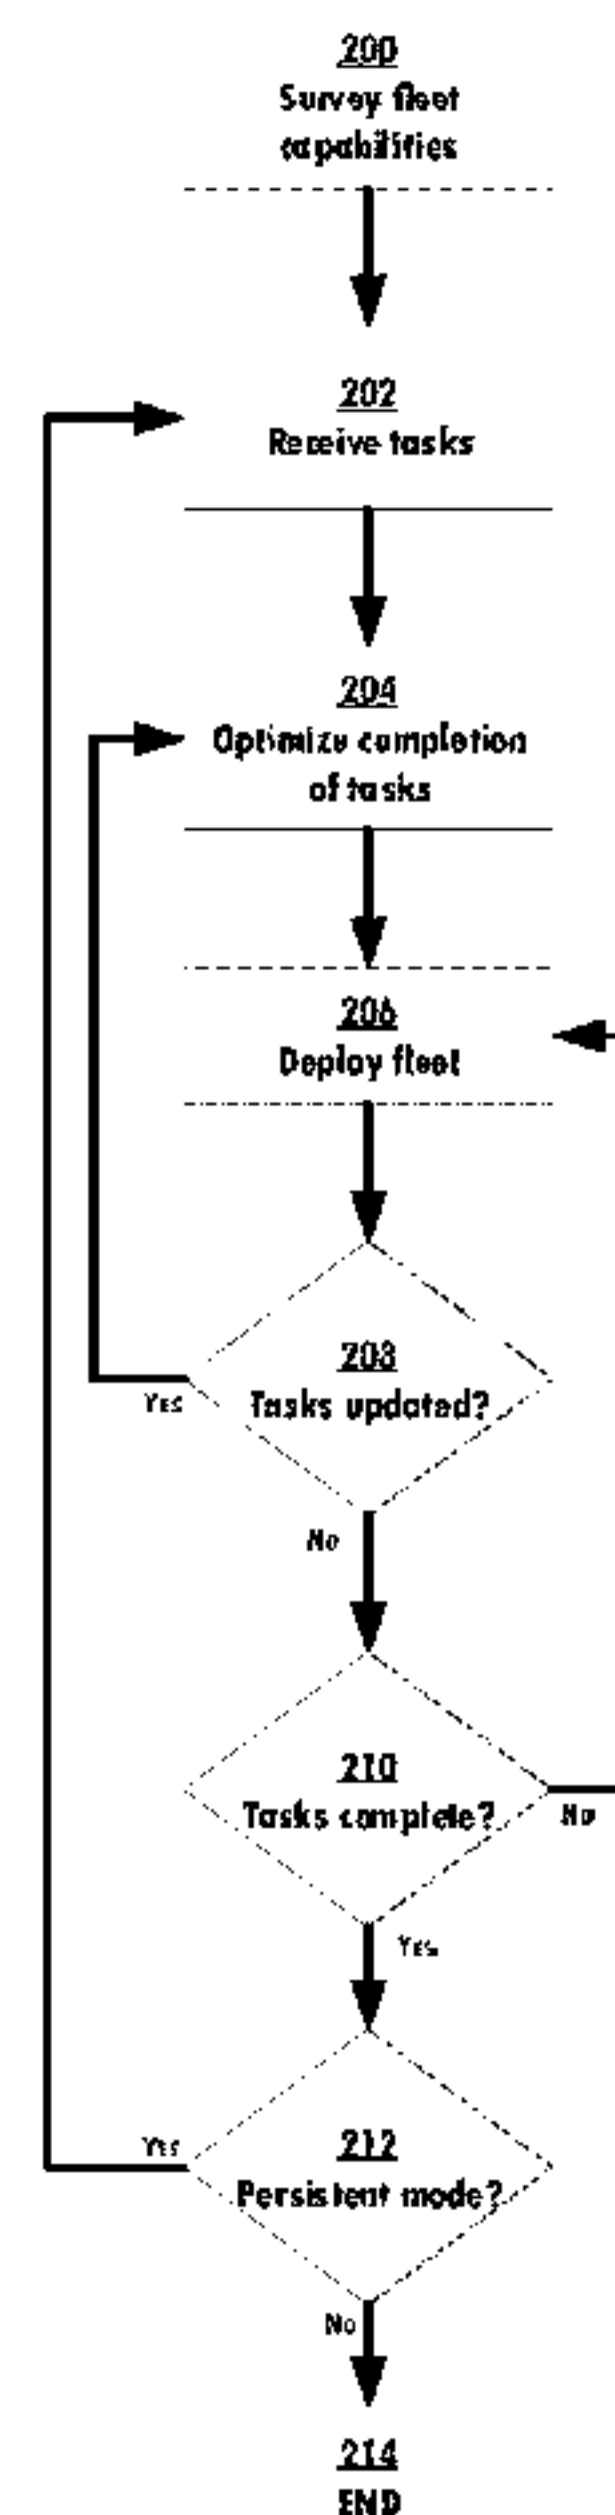 200
Survey fleet
capabilities
202
Receive tasks
204
Optimize completion
of tasks
206
Deploy fleet
208
Tasks updated?
Yes
No
210
Tasks complete?
No
Yes
212
Yes
Persistent mode?
No
214
END